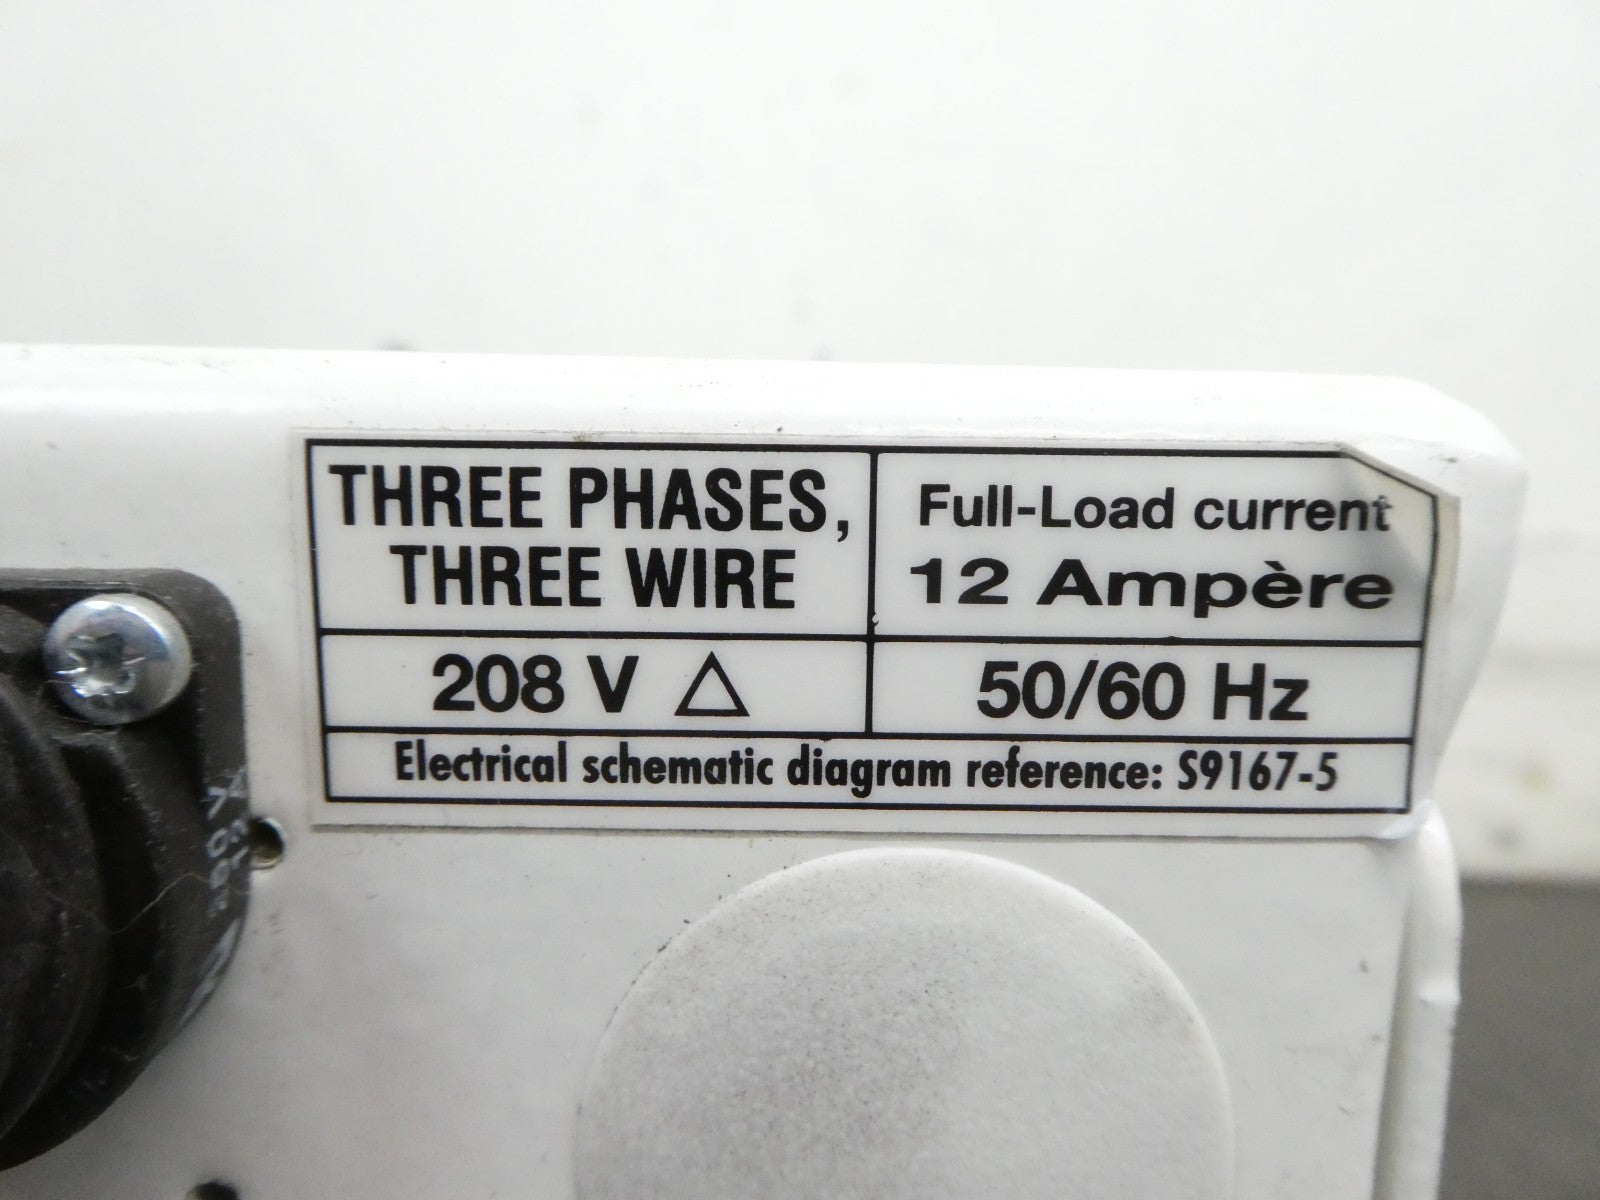 THREE PHASES,
THREE WIRE
Full-Load current
12 Ampère
208 V △
50/60 Hz
Electrical schematic diagram reference: S9167-5